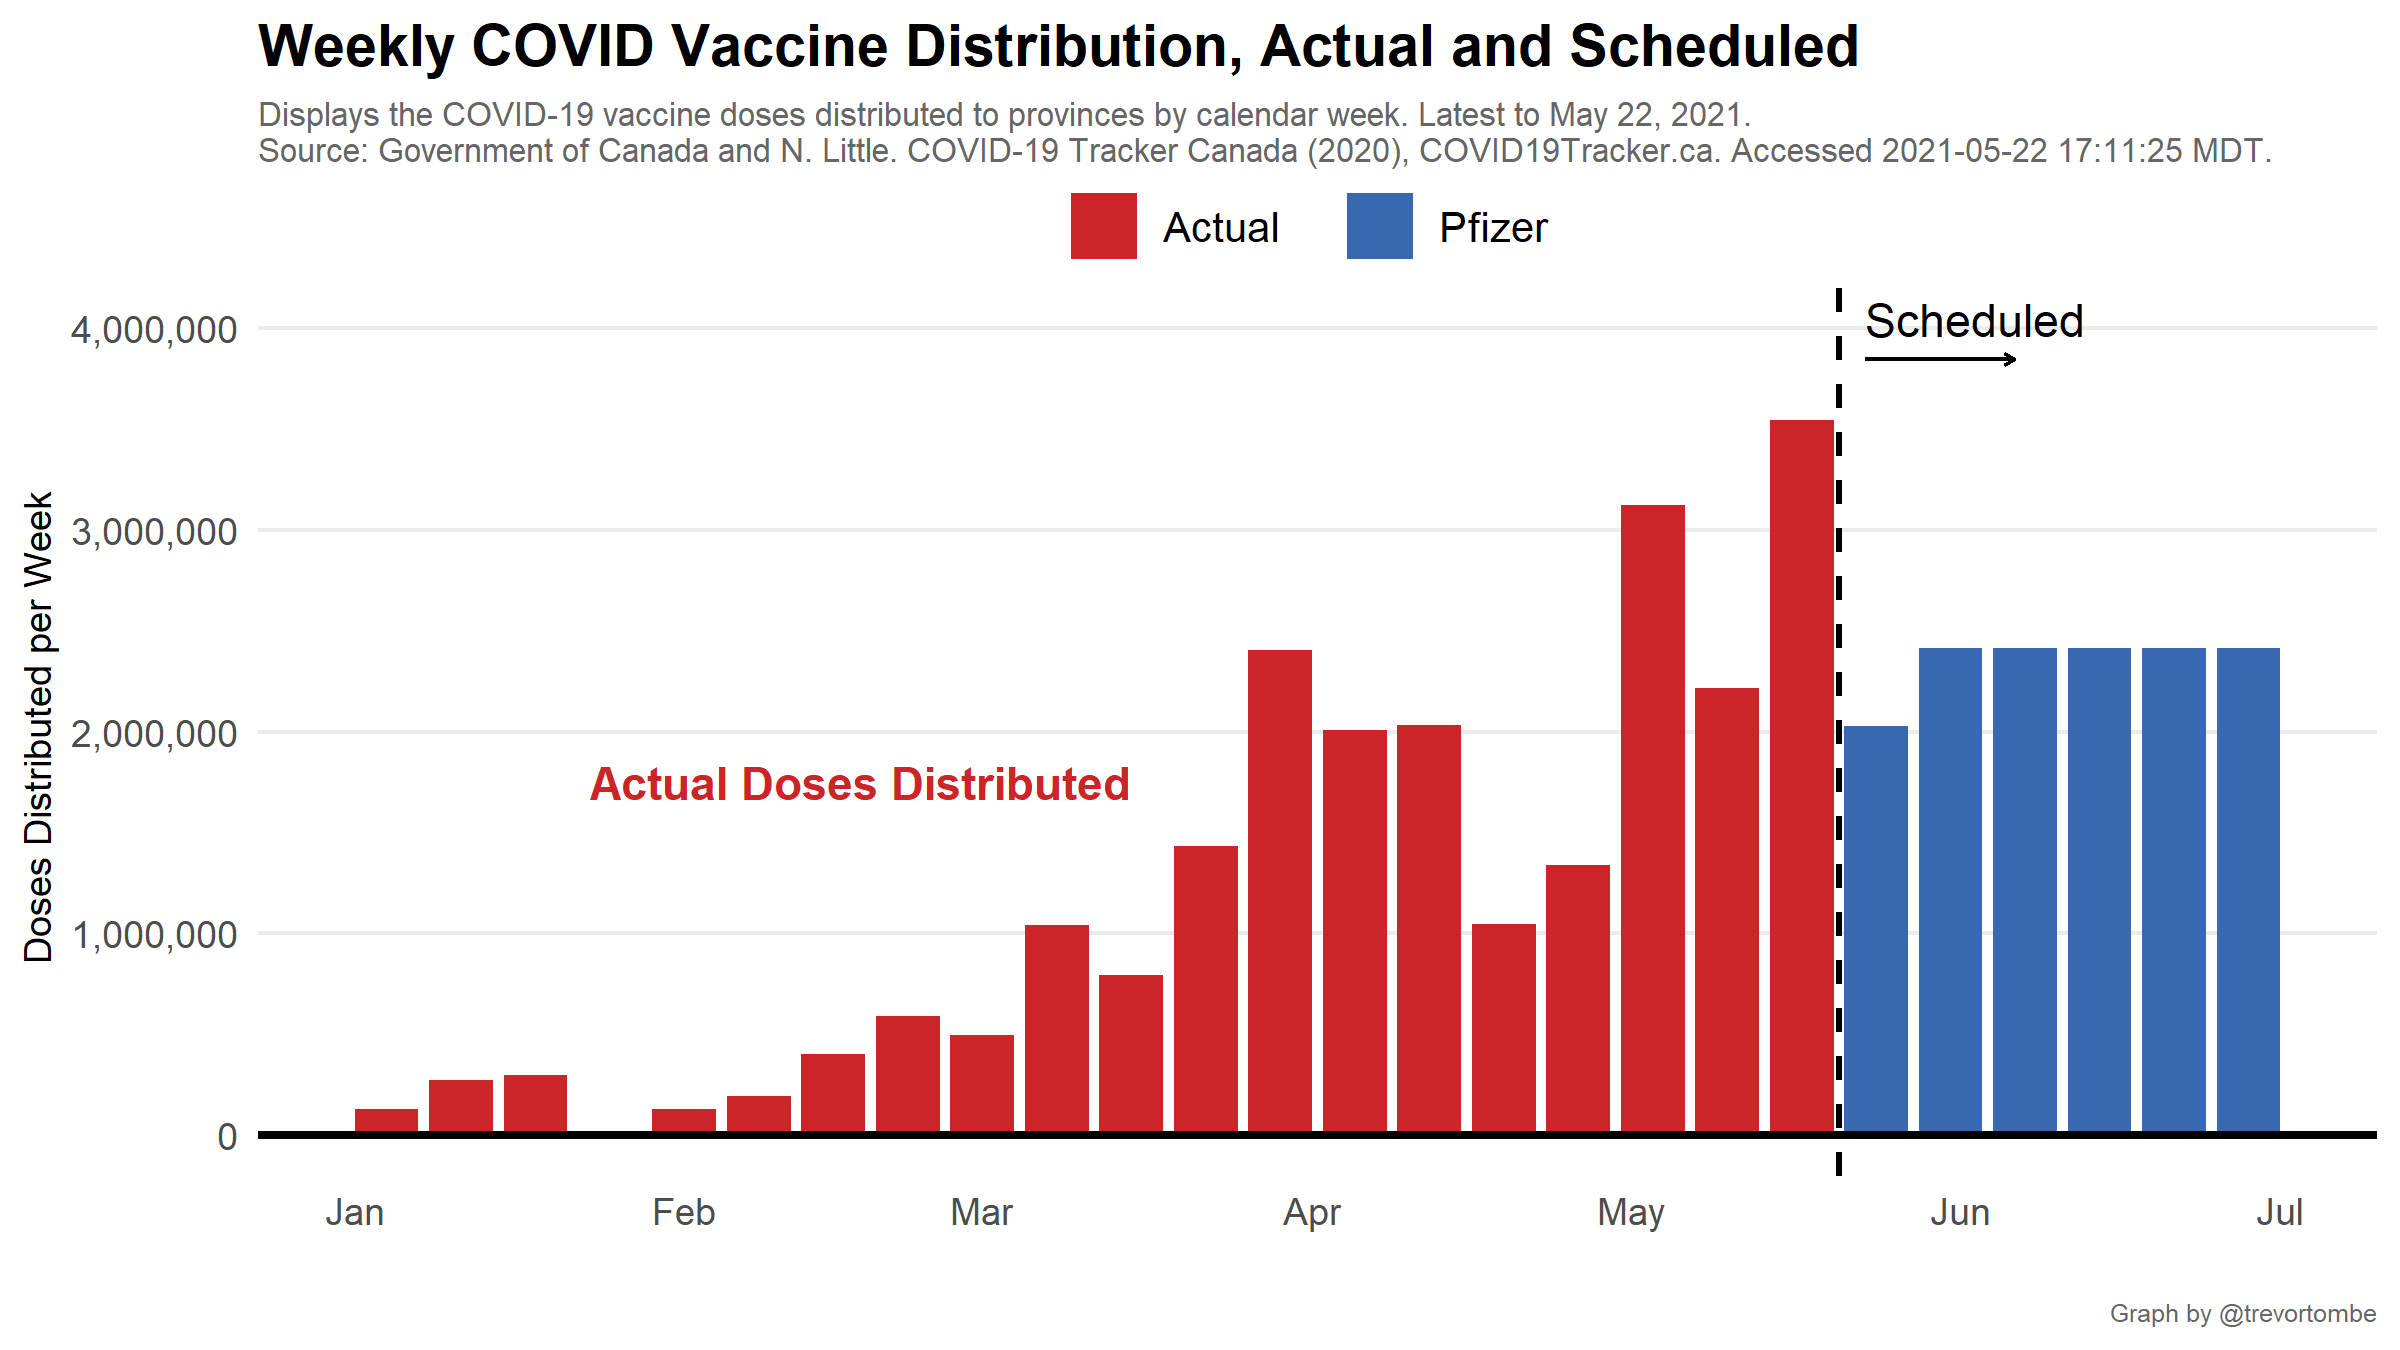 Weekly COVID Vaccine Distribution, Actual and Scheduled
Displays the COVID-19 vaccine doses distributed to provinces by calendar week. Latest to May 22, 2021.
Source: Government of Canada and N. Little. COVID-19 Tracker Canada (2020), COVID19Tracker.ca. Accessed 2021-05-22 17:11:25 MDT.
Actual
Pfizer
Scheduled
4,000,000
3,000,000
2,000,000
1,000,000
0
Doses Distributed per Week
Actual Doses Distributed
Jan
Feb
Mar
Apr
May
Jun
Jul
Graph by @trevortombe